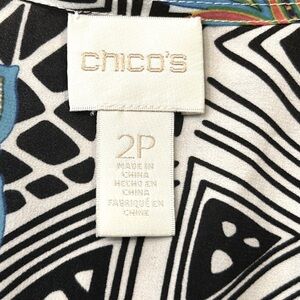 chico's
2P
MADE IN
CHINA
HECHO EN
CHINA
FABRIQUÉ EN
CHINE